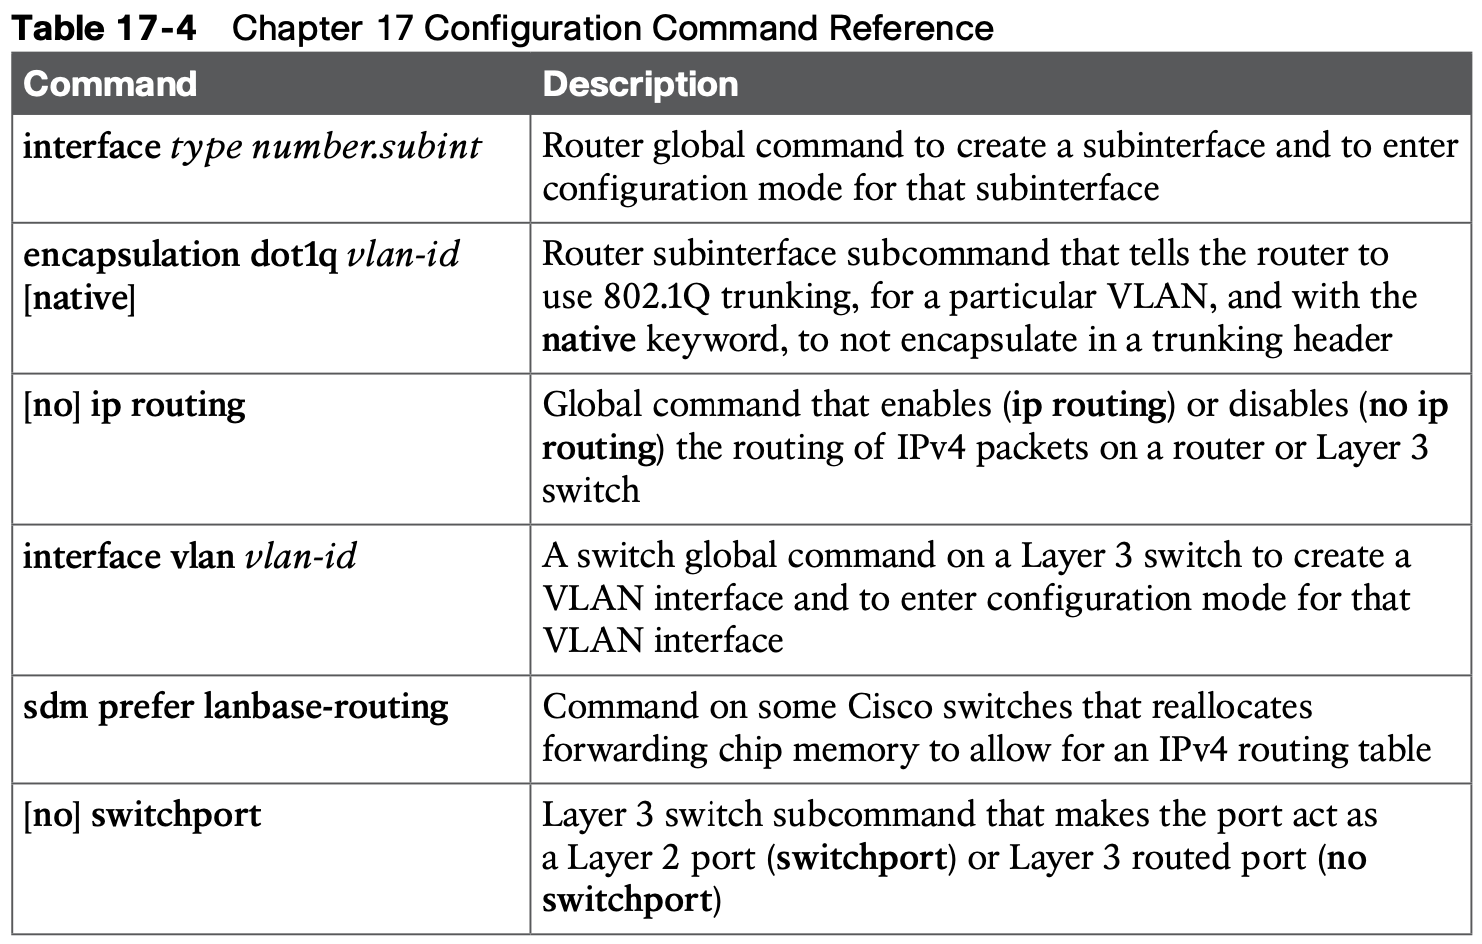 Table 17-4 Chapter 17 Configuration Command Reference
Command Description
interface type number.subint
Router global command to create a subinterface and to enter
configuration mode for that subinterface
encapsulation dot1q vlan-id
[native]
Router subinterface subcommand that tells the router to
use 802.1Q trunking, for a particular VLAN, and with the
native keyword, to not encapsulate in a trunking header
[no] ip routing
Global command that enables (ip routing) or disables (no ip
routing) the routing of IPv4 packets on a router or Layer 3
switch
interface vlan vlan-id
A switch global command on a Layer 3 switch to create a
VLAN interface and to enter configuration mode for that
VLAN interface
sdm prefer lanbase-routing
Command on some Cisco switches that reallocates
forwarding chip memory to allow for an IPv4 routing table
[no] switchport
Layer 3 switch subcommand that makes the port act as
a Layer 2 port (switchport) or Layer 3 routed port (no
switchport)